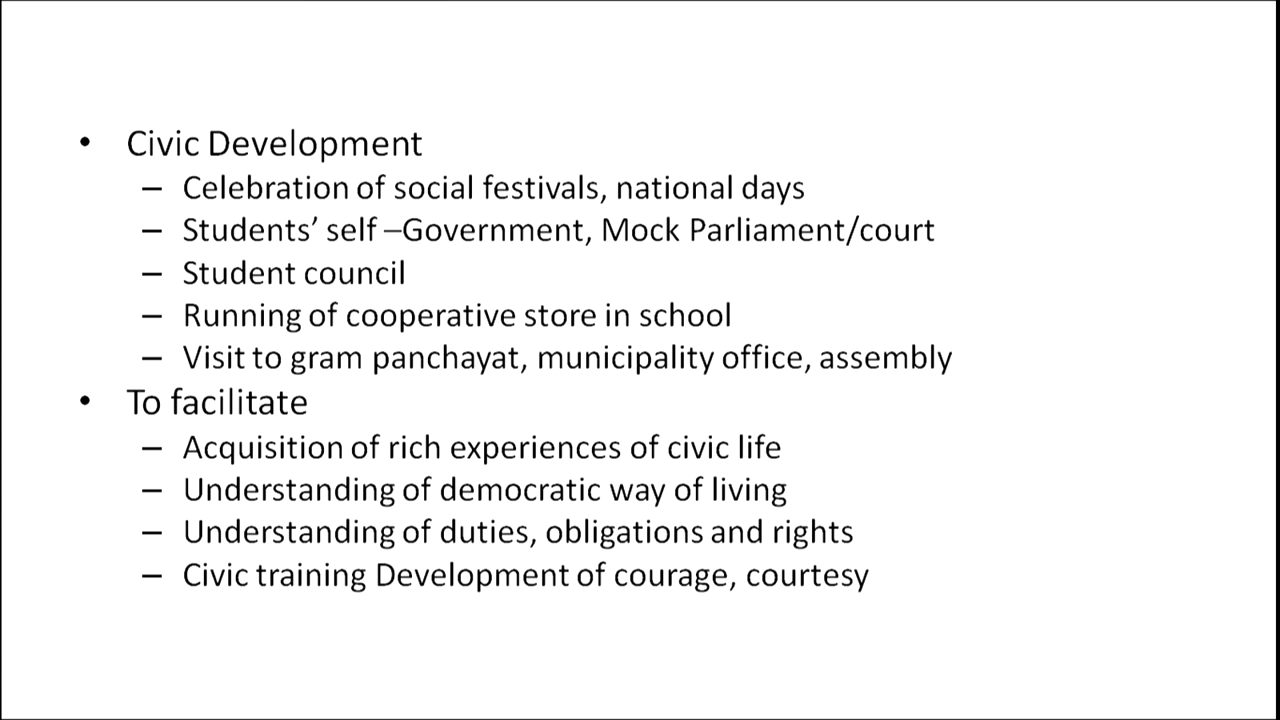 • Civic Development
– Celebration of social festivals, national days
– Students’ self –Government, Mock Parliament/court
– Student council
– Running of cooperative store in school
– Visit to gram panchayat, municipality office, assembly
• To facilitate
– Acquisition of rich experiences of civic life
– Understanding of democratic way of living
– Understanding of duties, obligations and rights
– Civic training Development of courage, courtesy